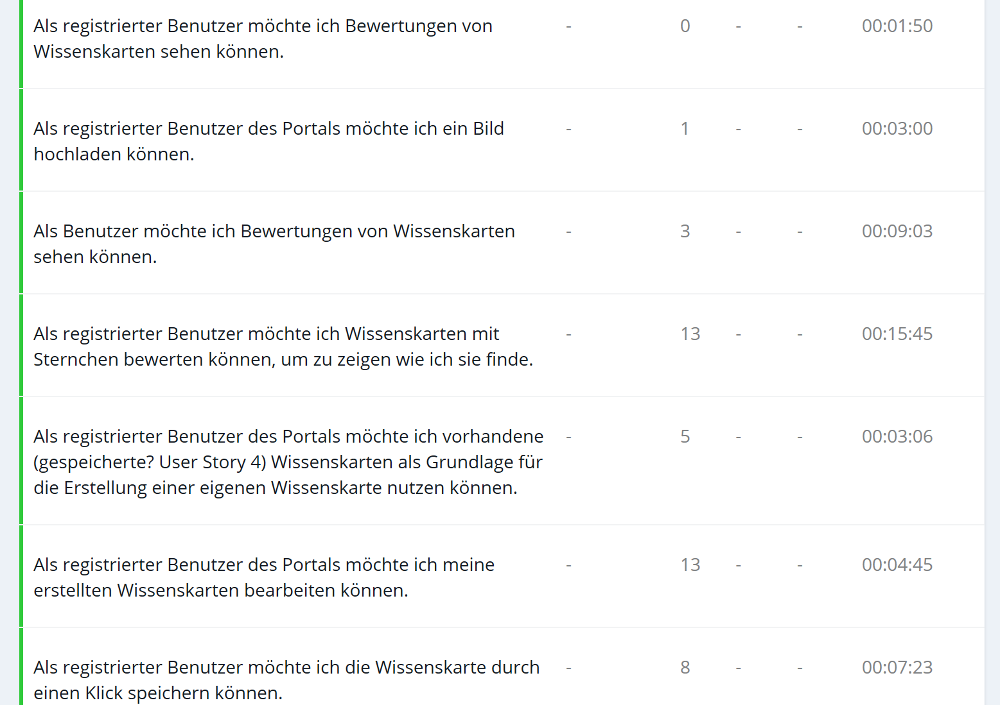 Als registrierter Benutzer möchte ich Bewertungen von - 0 - - 00:01:50
Wissenskarten sehen können.
Als registrierter Benutzer des Portals möchte ich ein Bild - 1 - - 00:03:00
hochladen können.
Als Benutzer möchte ich Bewertungen von Wissenskarten - 3 - - 00:09:03
sehen können.
Als registrierter Benutzer möchte ich Wissenskarten mit - 13 - - 00:15:45
Sternchen bewerten können, um zu zeigen wie ich sie finde.
Als registrierter Benutzer des Portals möchte ich vorhandene - 5 - - 00:03:06
(gespeicherte? User Story 4) Wissenskarten als Grundlage für
die Erstellung einer eigenen Wissenskarte nutzen können.
Als registrierter Benutzer des Portals möchte ich meine - 13 - - 00:04:45
erstellten Wissenskarten bearbeiten können.
Als registrierter Benutzer möchte ich die Wissenskarte durch - 8 - - 00:07:23
einen Klick speichern können.